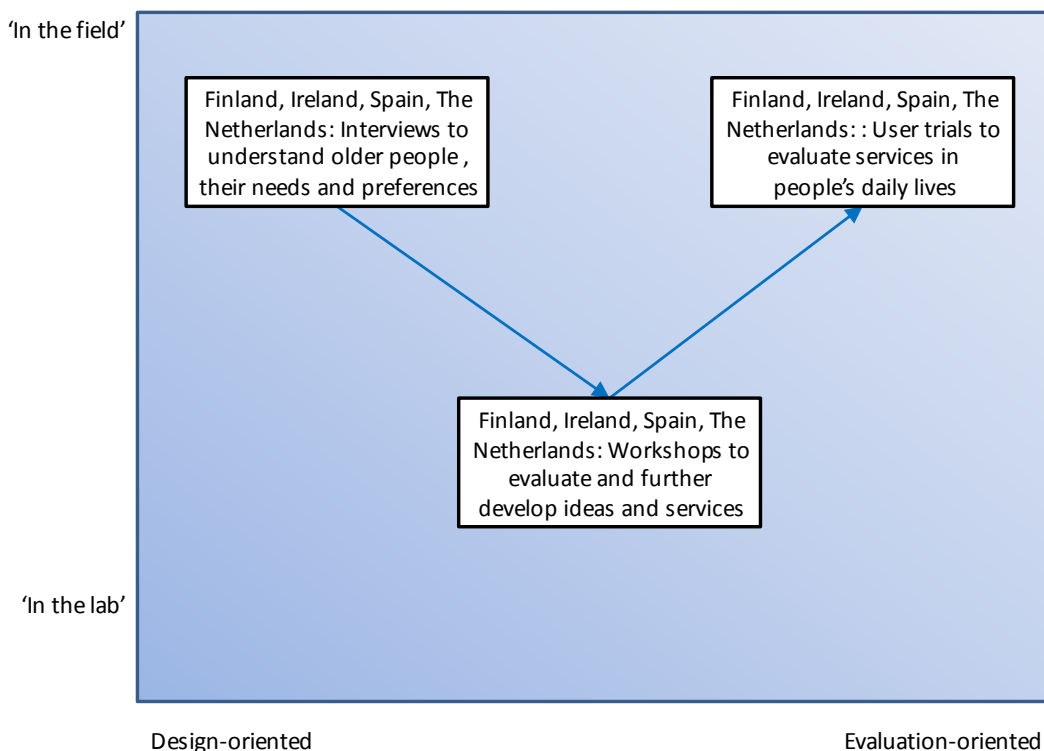 ‘In the field’
Finland, Ireland, Spain, The
Netherlands: Interviews to
understand older people ,
their needs and preferences
Finland, Ireland, Spain, The
Netherlands: : User trials to
evaluate services in
people’s daily lives
Finland, Ireland, Spain, The
Netherlands: Workshops to
evaluate and further
develop ideas and services
‘In the lab’
Design-oriented
Evaluation-oriented